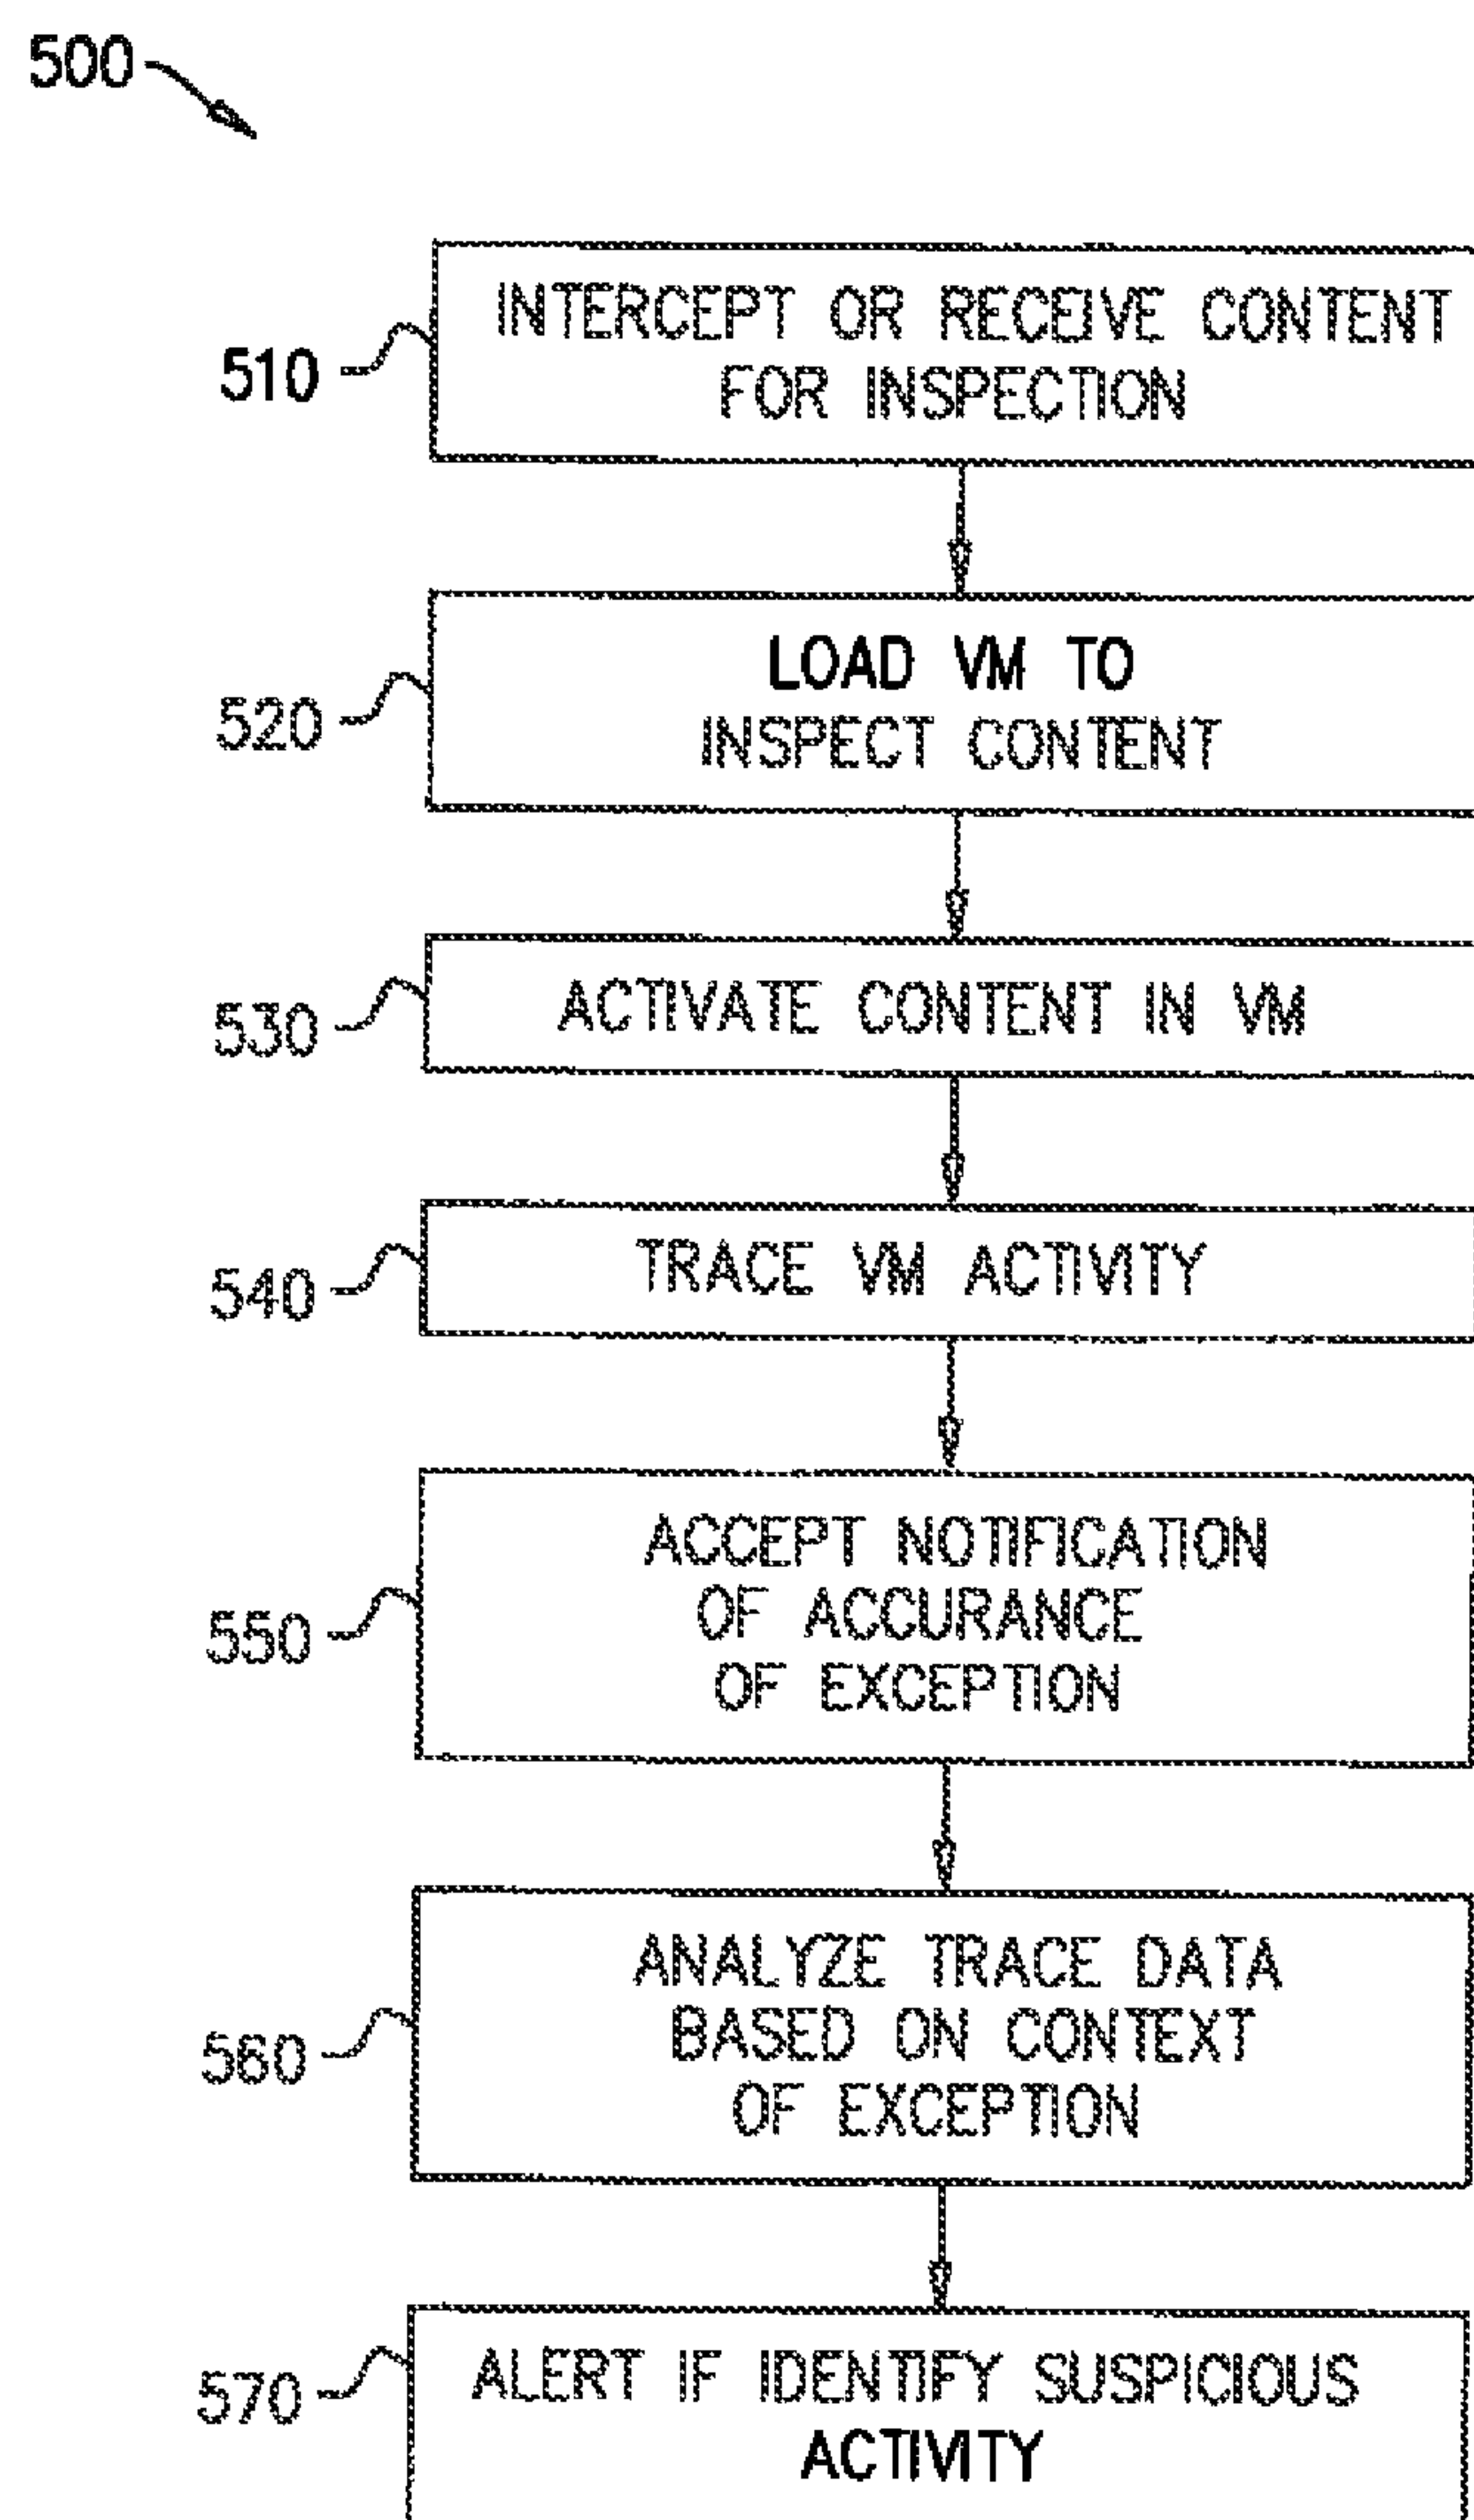 500
510
INTERCEPT OR RECEIVE CONTENT
FOR INSPECTION
520
LOAD VM TO
INSPECT CONTENT
530
ACTIVATE CONTENT IN VM
540
TRACE VM ACTIVITY
550
ACCEPT NOTIFICATION
OF ACCURANCE
OF EXCEPTION
560
ANALYZE TRACE DATA
BASED ON CONTEXT
OF EXCEPTION
570
ALERT IF IDENTIFY SUSPICIOUS
ACTIVITY